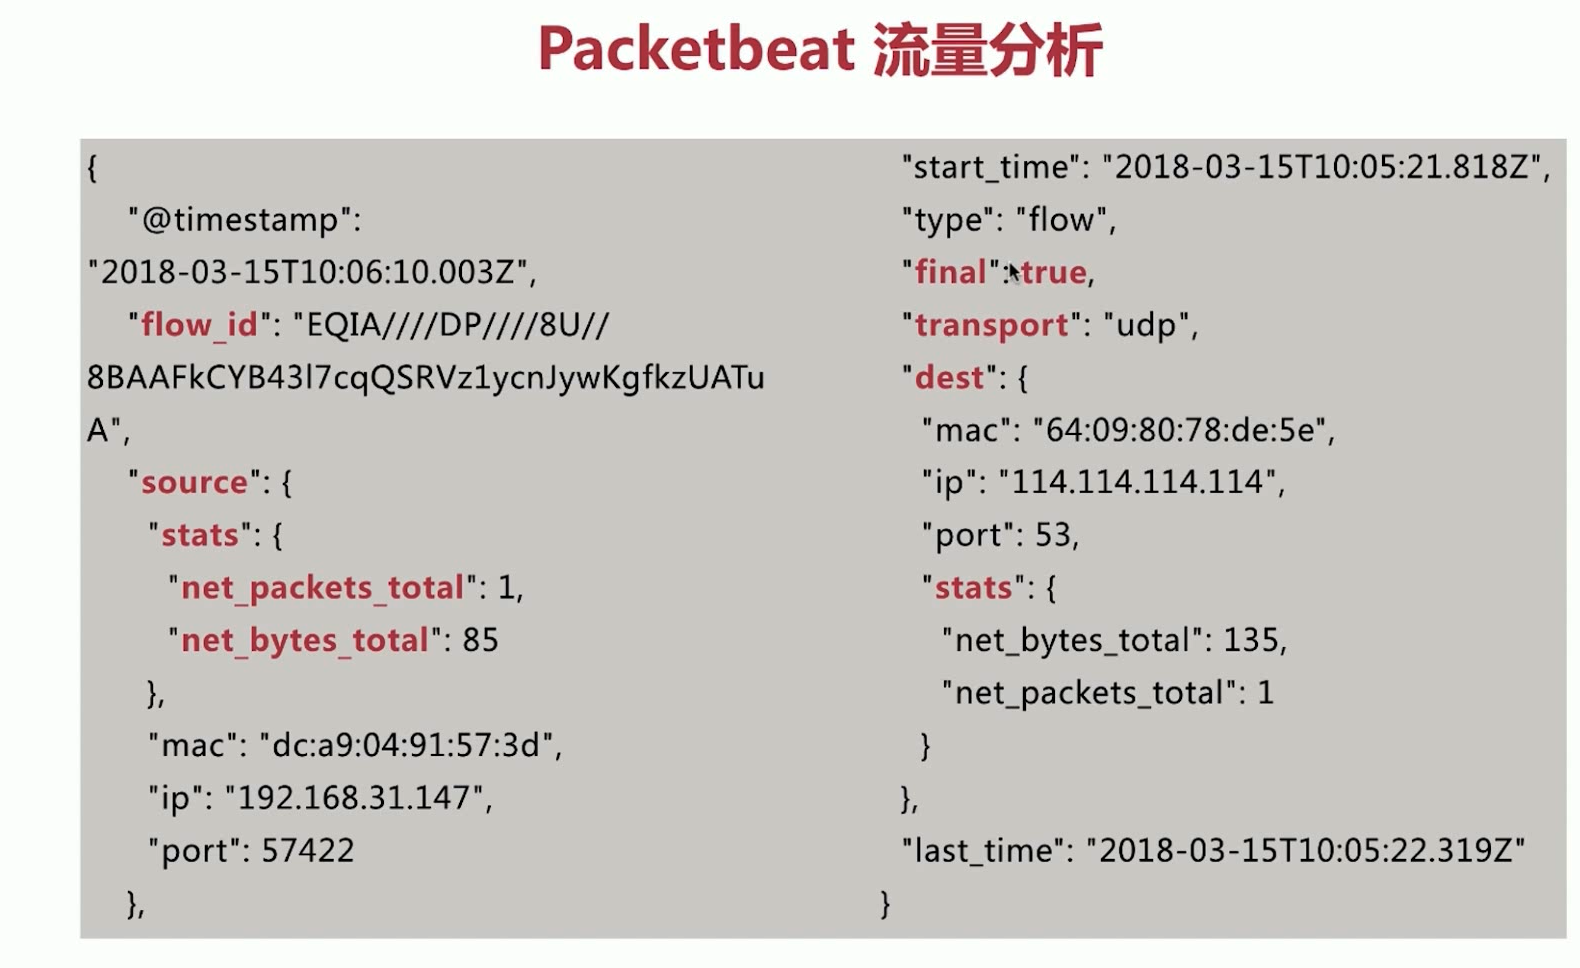 Packetbeat 流量分析
{
"@timestamp":
"2018-03-15T10:06:10.003Z",
"flow_id": "EQIA////DP////8U//
8BAAFkCYB43l7cqQSRVz1ycnJywKgfkzUATu
A",
"source": {
"stats": {
"net_packets_total": 1,
"net_bytes_total": 85
},
"mac": "dc:a9:04:91:57:3d",
"ip": "192.168.31.147",
"port": 57422
},
"start_time": "2018-03-15T10:05:21.818Z",
"type": "flow",
"final": true,
"transport": "udp",
"dest": {
"mac": "64:09:80:78:de:5e",
"ip": "114.114.114.114",
"port": 53,
"stats": {
"net_bytes_total": 135,
"net_packets_total": 1
}
},
"last_time": "2018-03-15T10:05:22.319Z"
}